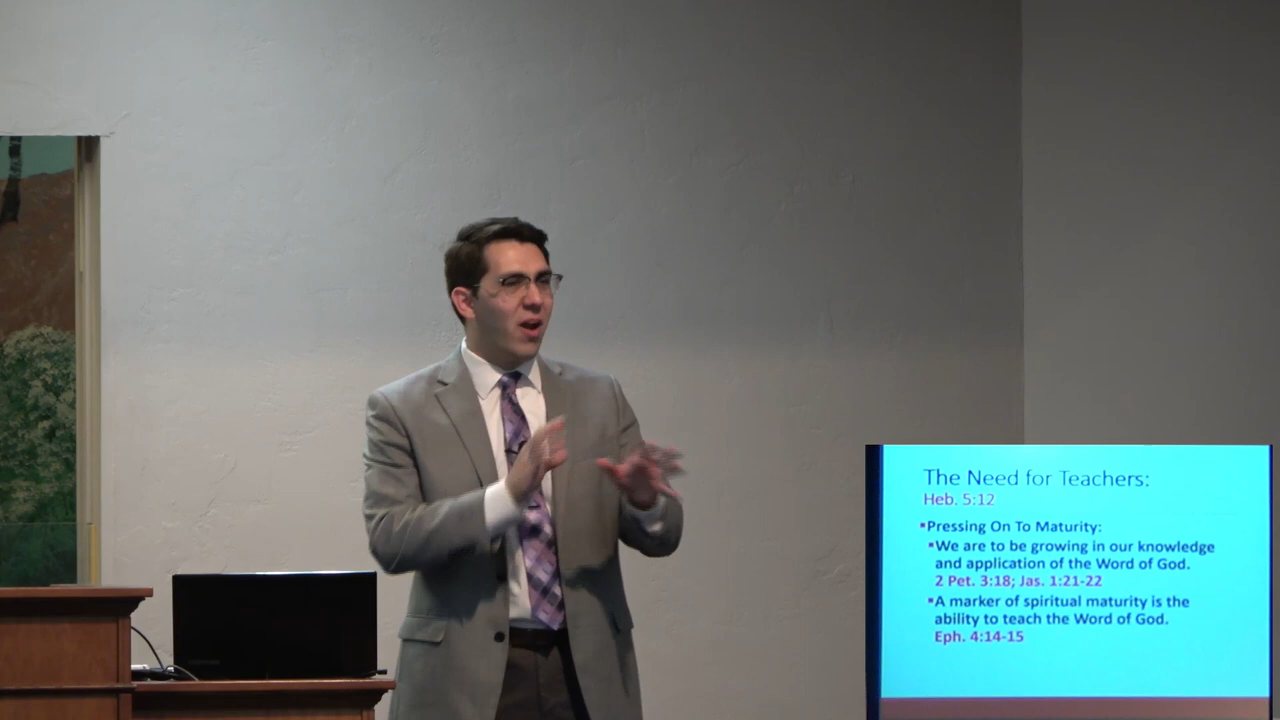 The Need for Teachers:
Heb. 5:12
▪Pressing On To Maturity:
▪We are to be growing in our knowledge
and application of the Word of God.
2 Pet. 3:18; Jas. 1:21-22
▪A marker of spiritual maturity is the
ability to teach the Word of God.
Eph. 4:14-15